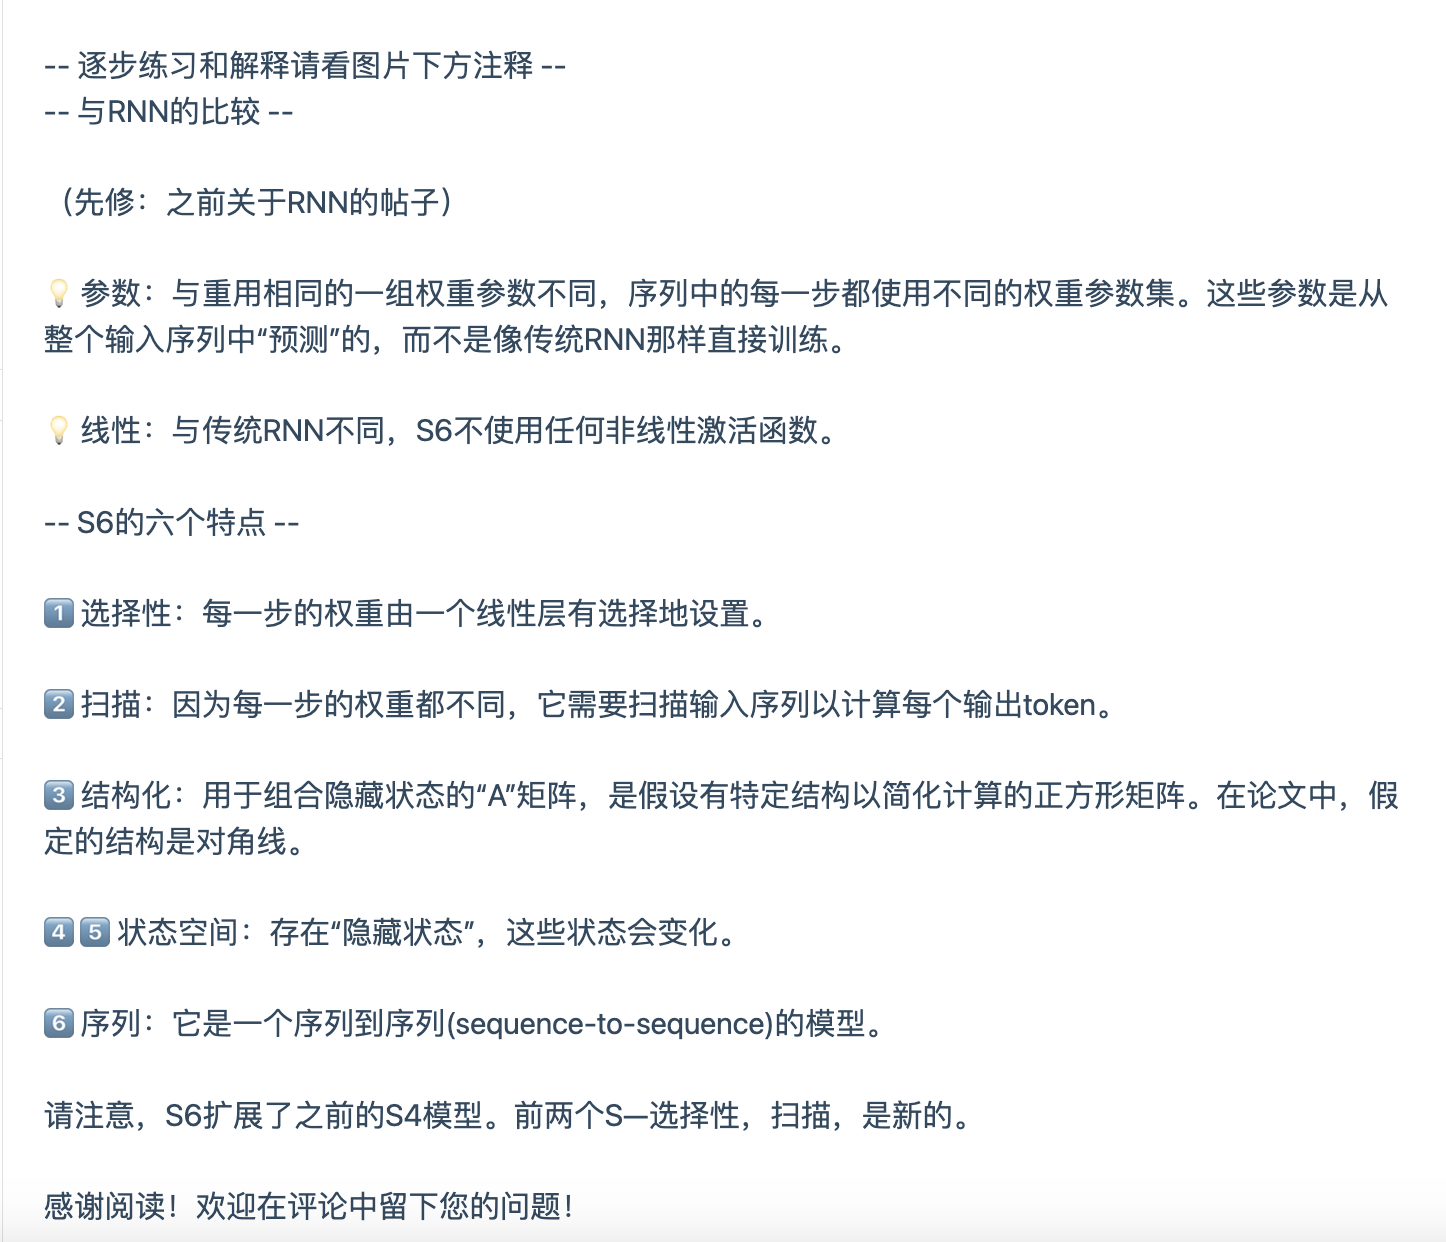 -- 逐步练习和解释请看图片下方注释 --
-- 与RNN的比较 --
（先修：之前关于RNN的帖子）
💡 参数：与重用相同的一组权重参数不同，序列中的每一步都使用不同的权重参数集。这些参数是从
整个输入序列中“预测”的，而不是像传统RNN那样直接训练。
💡 线性：与传统RNN不同，S6不使用任何非线性激活函数。
-- S6的六个特点 --
1️⃣ 选择性：每一步的权重由一个线性层有选择地设置。
2️⃣ 扫描：因为每一步的权重都不同，它需要扫描输入序列以计算每个输出token。
3️⃣ 结构化：用于组合隐藏状态的“A”矩阵，是假设有特定结构以简化计算的正方形矩阵。在论文中，假
定的结构是对角线。
4️⃣ 5️⃣ 状态空间：存在“隐藏状态”，这些状态会变化。
6️⃣ 序列：它是一个序列到序列(sequence-to-sequence)的模型。
请注意，S6扩展了之前的S4模型。前两个S—选择性，扫描，是新的。
感谢阅读！欢迎在评论中留下您的问题！